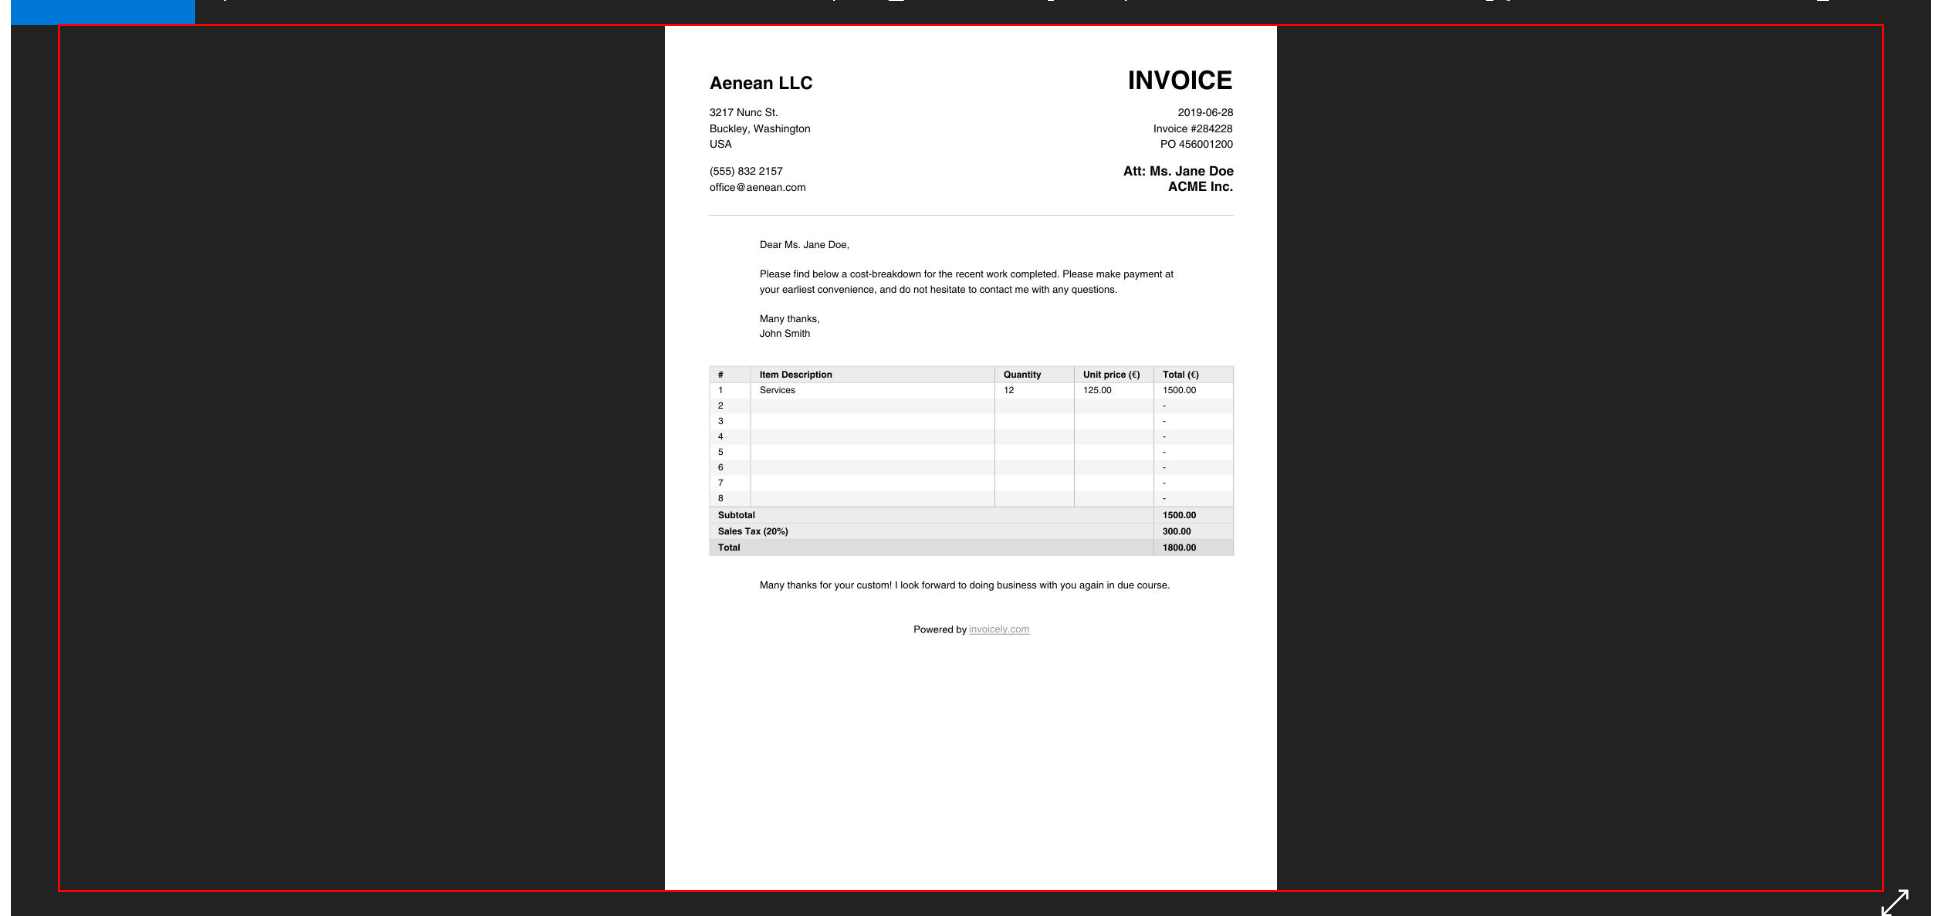 Aenean LLC
INVOICE
3217 Nunc St.
2019-06-28
Buckley, Washington
Invoice #284228
USA
PO 456001200
(555) 832 2157
Att: Ms. Jane Doe
office@aenean.com
ACME Inc.
Dear Ms. Jane Doe,
Please find below a cost-breakdown for the recent work completed. Please make payment at
your earliest convenience, and do not hesitate to contact me with any questions.
Many thanks,
John Smith
# Item Description Quantity Unit price (€) Total (€)
1 Services 12 125.00 1500.00
2 -
3 -
4 -
5 -
6 -
7 -
8 -
Subtotal 1500.00
Sales Tax (20%) 300.00
Total 1800.00
Many thanks for your custom! I look forward to doing business with you again in due course.
Powered by invoicely.com